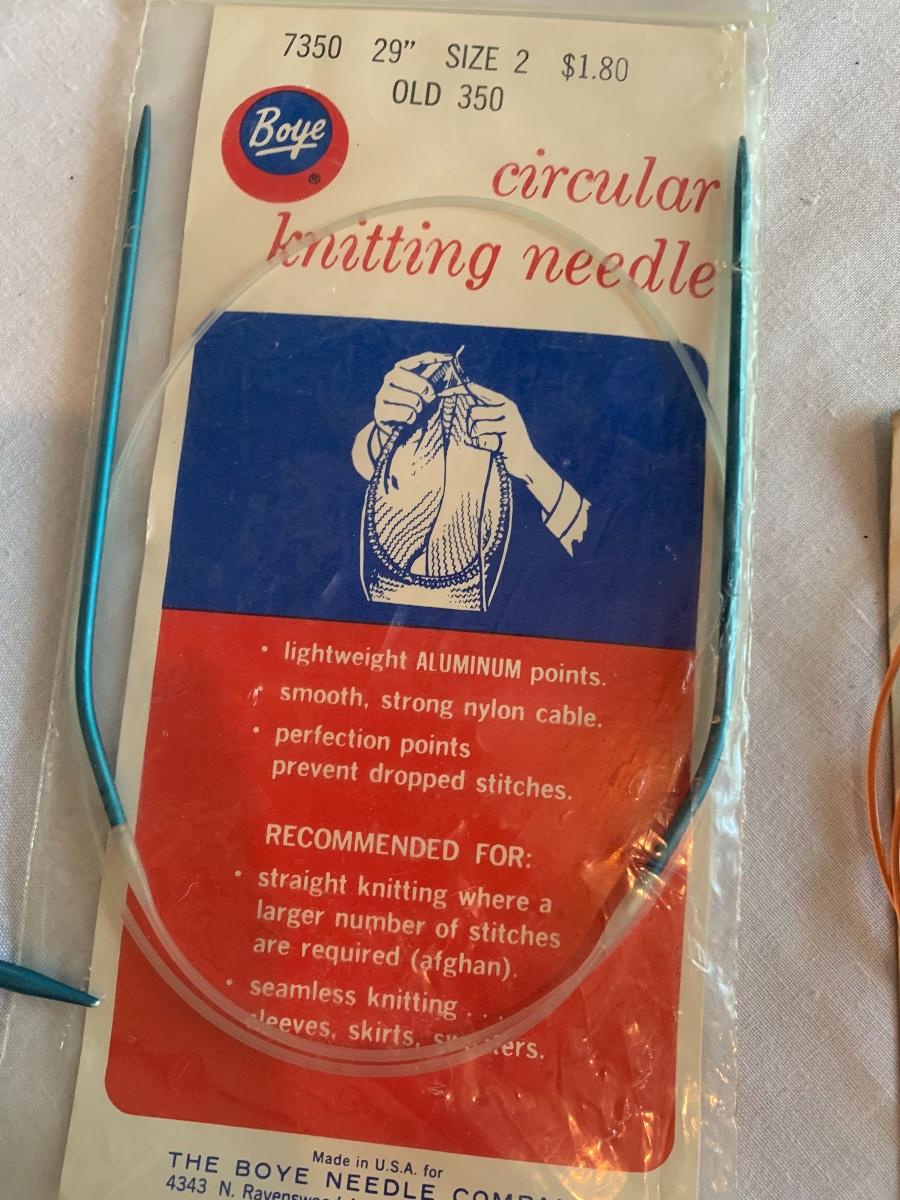 7350 29” SIZE 2 $1.80
OLD 350
Boye
®
circular
knitting needle
• lightweight ALUMINUM points.
• smooth, strong nylon cable.
• perfection points
prevent dropped stitches.
RECOMMENDED FOR:
• straight knitting where a
larger number of stitches
are required (afghan).
• seamless knitting . . .
sleeves, skirts, sweaters.
Made in U.S.A. for
THE BOYE NEEDLE
4343 N.